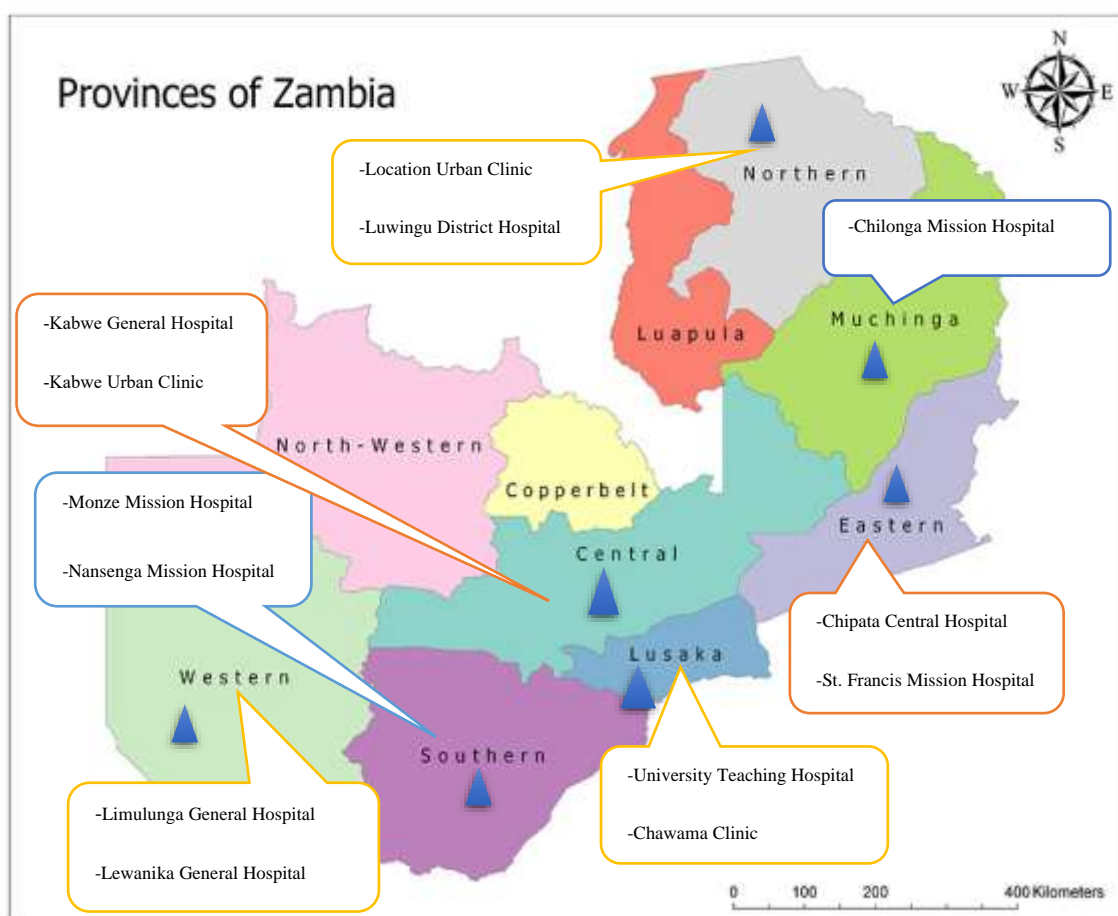 Provinces of Zambia
N
W E
S
-Location Urban Clinic
-Luwingu District Hospital
Northern
-Chilonga Mission Hospital
-Kabwe General Hospital
-Kabwe Urban Clinic
Luapula
Muchinga
North-Western
Copperbelt
-Monze Mission Hospital
-Nansenga Mission Hospital
Central
Eastern
-Chipata Central Hospital
-St. Francis Mission Hospital
Lusaka
Western
Southern
-University Teaching Hospital
-Chawama Clinic
-Limulunga General Hospital
-Lewanika General Hospital
0 100 200 400 Kilometers